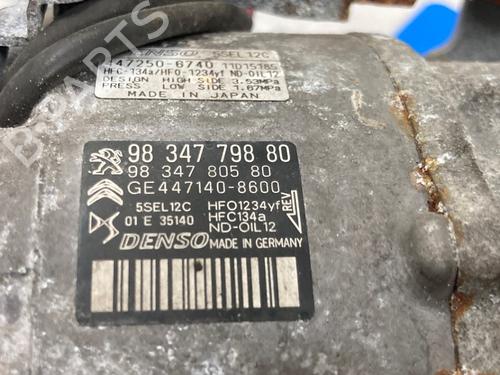 DENSO 5SEL12C
447250-6740 11D15185
HFC-134a/HFO-1234yf ND-OIL12
DESIGN HIGH SIDE 3.53MPa
PRESS LOW SIDE 1.67MPa
MADE IN JAPAN
98 347 798 80
98 347 805 80
GE447140-8600
5SEL12C HFO1234yf
01 E 35140 HFC134a
ND-OIL12
REV
DENSO MADE IN GERMANY